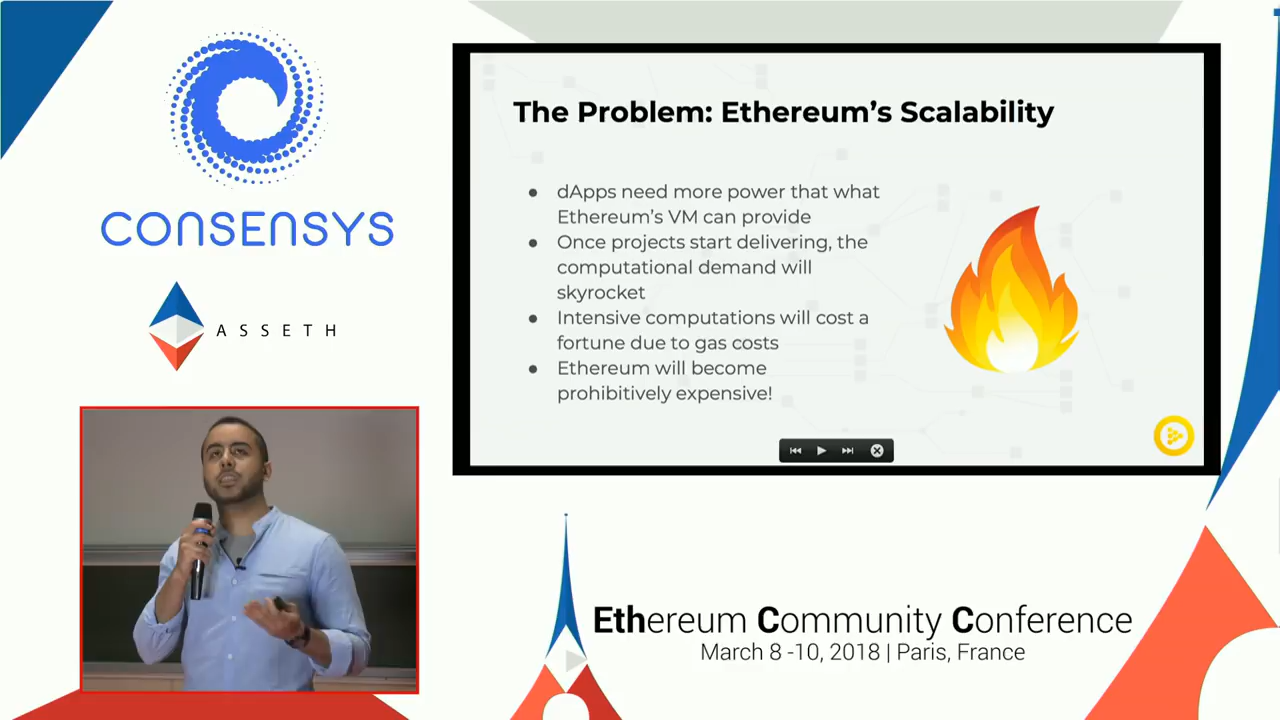 CONSENSYS
ASSETH
The Problem: Ethereum's Scalability
● dApps need more power that what
Ethereum's VM can provide
● Once projects start delivering, the
computational demand will
skyrocket
● Intensive computations will cost a
fortune due to gas costs
● Ethereum will become
prohibitively expensive!
Ethereum Community Conference
March 8 -10, 2018 | Paris, France